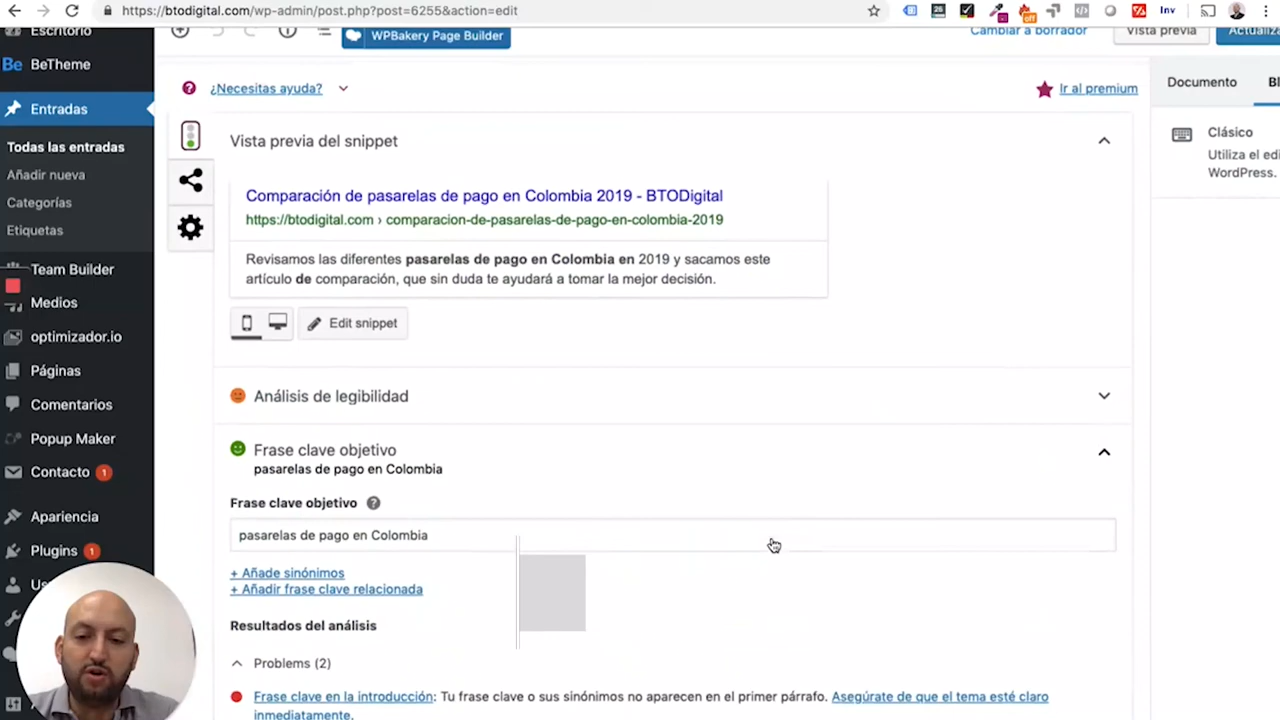 https://btodigital.com/wp-admin/post.php?post=6255&action=edit
26
off
Inv
Escritorio
WPBakery Page Builder
Cambiar a borrador
Vista previa
Be BeTheme
¿Necesitas ayuda?
Ir al premium
Documento
Entradas
Vista previa del snippet
Clásico
Todas las entradas
Utiliza el
WordPress.
Añadir nueva
Comparación de pasarelas de pago en Colombia 2019 - BTODigital
Categorías
https://btodigital.com › comparacion-de-pasarelas-de-pago-en-colombia-2019
Etiquetas
Revisamos las diferentes pasarelas de pago en Colombia en 2019 y sacamos este
artículo de comparación, que sin duda te ayudará a tomar la mejor decisión.
Team Builder
Medios
Edit snippet
optimizador.io
Páginas
Análisis de legibilidad
Comentarios
Popup Maker
Frase clave objetivo
pasarelas de pago en Colombia
Contacto 1
Frase clave objetivo ?
Apariencia
pasarelas de pago en Colombia
Plugins 1
+ Añade sinónimos
+ Añadir frase clave relacionada
Resultados del análisis
Problems (2)
Frase clave en la introducción: Tu frase clave o sus sinónimos no aparecen en el primer párrafo. Asegúrate de que el tema esté claro
inmediatamente.